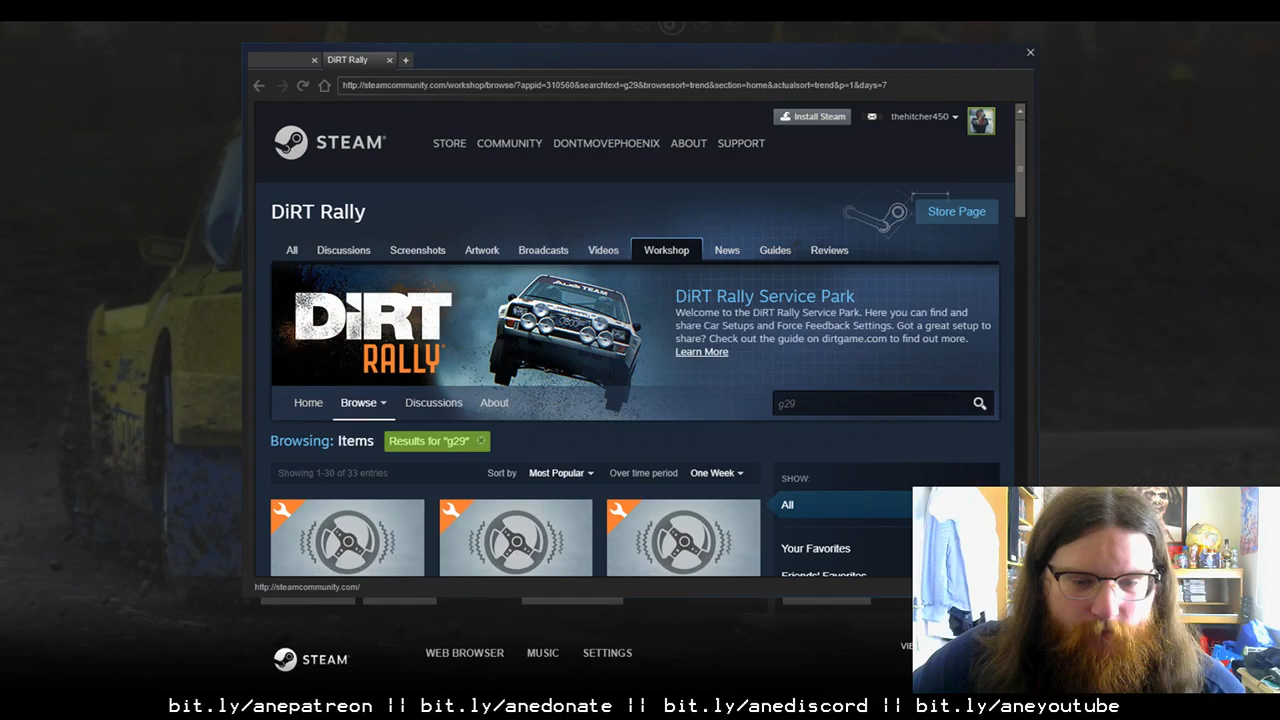 DiRT Rally
http://steamcommunity.com/workshop/browse/?appid=310560&searchtext=g29&browsesort=trend&section=home&actualsort=trend&p=1&days=7
STEAM®
Install Steam
thehitcher450
STORE COMMUNITY DONTMOVEPHOENIX ABOUT SUPPORT
DiRT Rally
Store Page
All Discussions Screenshots Artwork Broadcasts Videos Workshop News Guides Reviews
DiRT
RALLY
AUDI TEAM
DiRT Rally Service Park
Welcome to the DiRT Rally Service Park. Here you can find and
share Car Setups and Force Feedback Settings. Got a great setup to
share? Check out the guide on dirtgame.com to find out more.
Learn More
Home Browse Discussions About
g29
Browsing: Items Results for "g29"
Showing 1-30 of 33 entries Sort by Most Popular Over time period One Week
SHOW:
All
Your Favorites
Friends' Favorites
http://steamcommunity.com/
STEAM WEB BROWSER MUSIC SETTINGS
bit.ly/anepatreon || bit.ly/anedonate || bit.ly/anediscord || bit.ly/aneyoutube